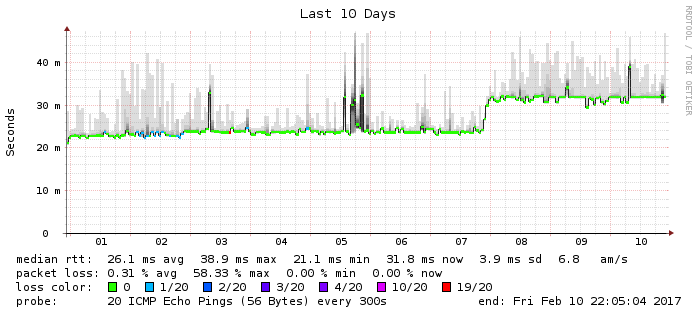 Last 10 Days
RRDTOOL / TOBI OETIKER
Seconds
40 m
30 m
20 m
10 m
0
01 02 03 04 05 06 07 08 09 10
median rtt: 26.1 ms avg 38.9 ms max 21.1 ms min 31.8 ms now 3.9 ms sd 6.8 am/s
packet loss: 0.31 % avg 58.33 % max 0.00 % min 0.00 % now
loss color: 0 1/20 2/20 3/20 4/20 10/20 19/20
probe: 20 ICMP Echo Pings (56 Bytes) every 300s end: Fri Feb 10 22:05:04 2017